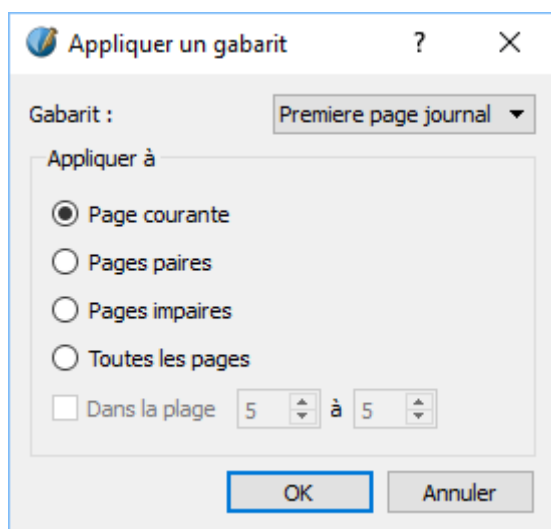 Appliquer un gabarit ?
Gabarit : Premiere page journal
Appliquer à
Page courante
Pages paires
Pages impaires
Toutes les pages
Dans la plage 5 à 5
OK Annuler